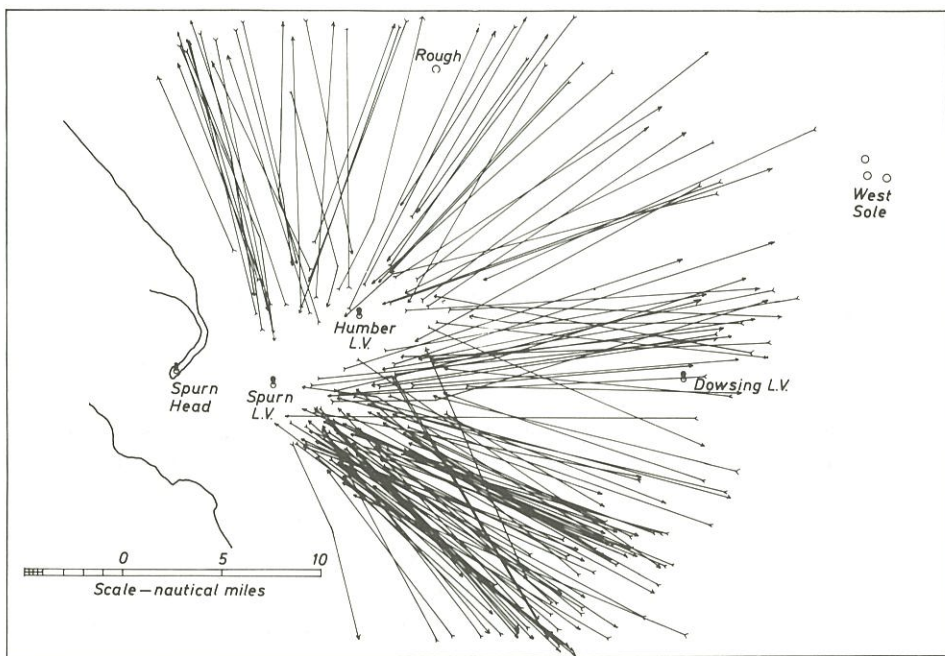 Rough
West
Sole
Humber
L.V.
Spurn
Head
Spurn
L.V.
Dowsing L.V.
0 5 10
Scale—nautical miles